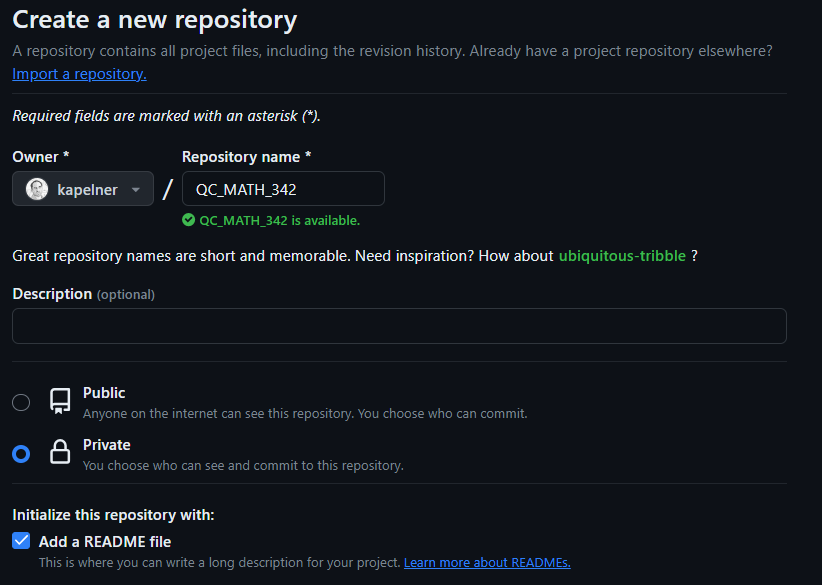 Create a new repository
A repository contains all project files, including the revision history. Already have a project repository elsewhere?
Import a repository.
Required fields are marked with an asterisk (*).
Owner * Repository name *
kapelner / QC_MATH_342
QC_MATH_342 is available.
Great repository names are short and memorable. Need inspiration? How about ubiquitous-tribble ?
Description (optional)
Public
Anyone on the internet can see this repository. You choose who can commit.
Private
You choose who can see and commit to this repository.
Initialize this repository with:
Add a README file
This is where you can write a long description for your project. Learn more about READMEs.